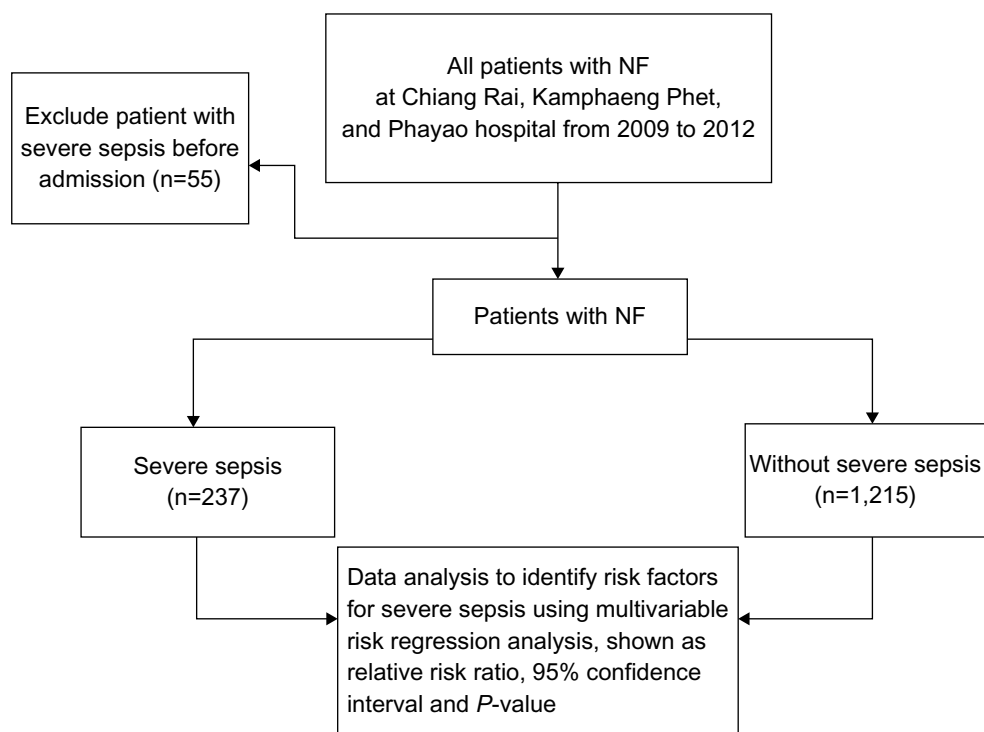 All patients with NF
at Chiang Rai, Kamphaeng Phet,
and Phayao hospital from 2009 to 2012
Exclude patient with
severe sepsis before
admission (n=55)
Patients with NF
Severe sepsis
(n=237)
Without severe sepsis
(n=1,215)
Data analysis to identify risk factors
for severe sepsis using multivariable
risk regression analysis, shown as
relative risk ratio, 95% confidence
interval and P-value